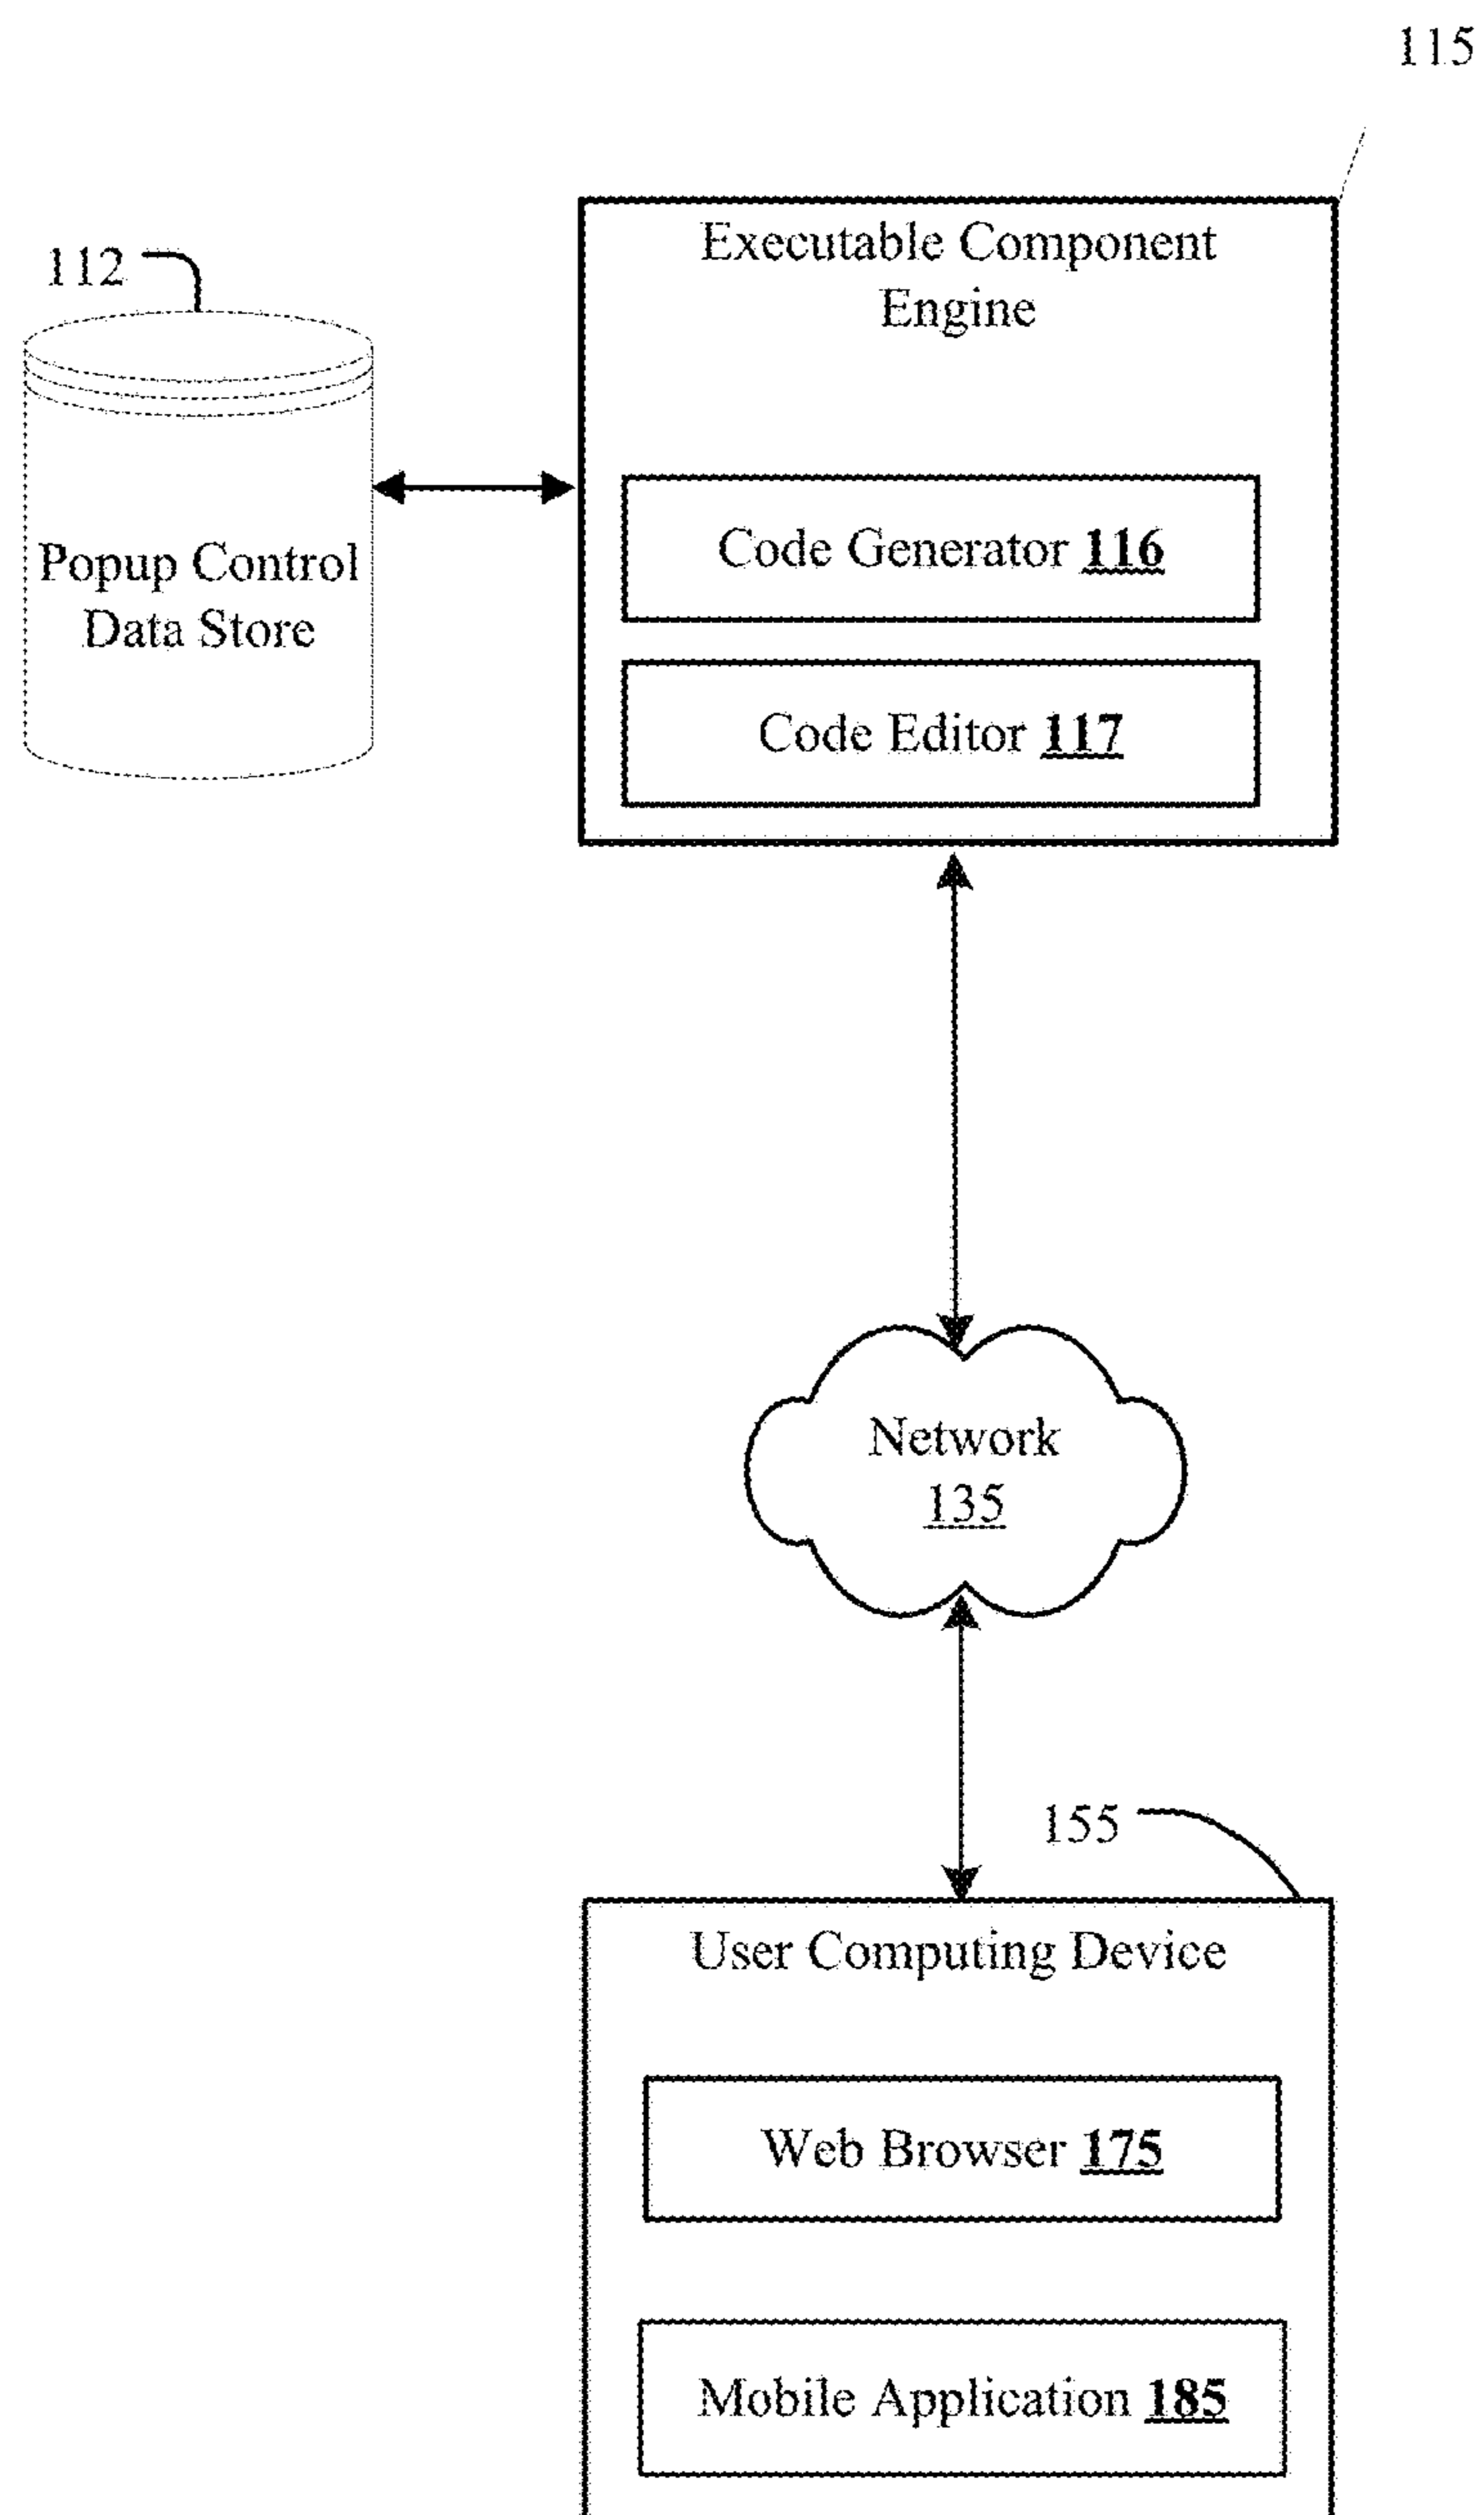 115
112
Executable Component
Engine
Popup Control
Data Store
Code Generator 116
Code Editor 117
Network
135
155
User Computing Device
Web Browser 175
Mobile Application 185